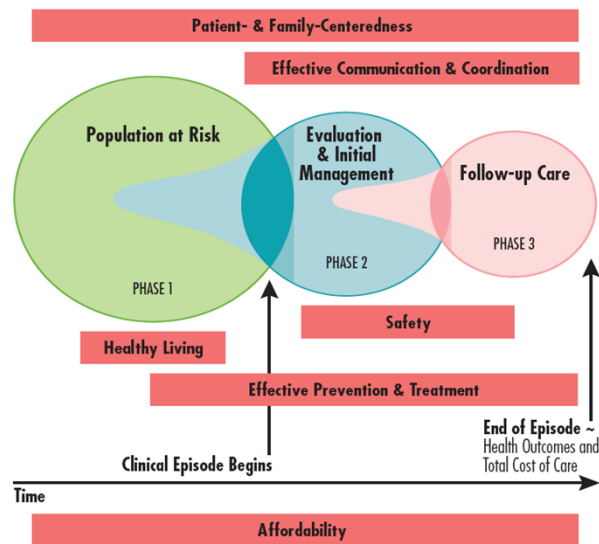 Patient- & Family-Centeredness
Effective Communication & Coordination
Population at Risk
Evaluation
& Initial
Management
Follow-up Care
PHASE 1
PHASE 2
PHASE 3
Safety
Healthy Living
Effective Prevention & Treatment
Clinical Episode Begins
End of Episode ~
Health Outcomes and
Total Cost of Care
Time
Affordability